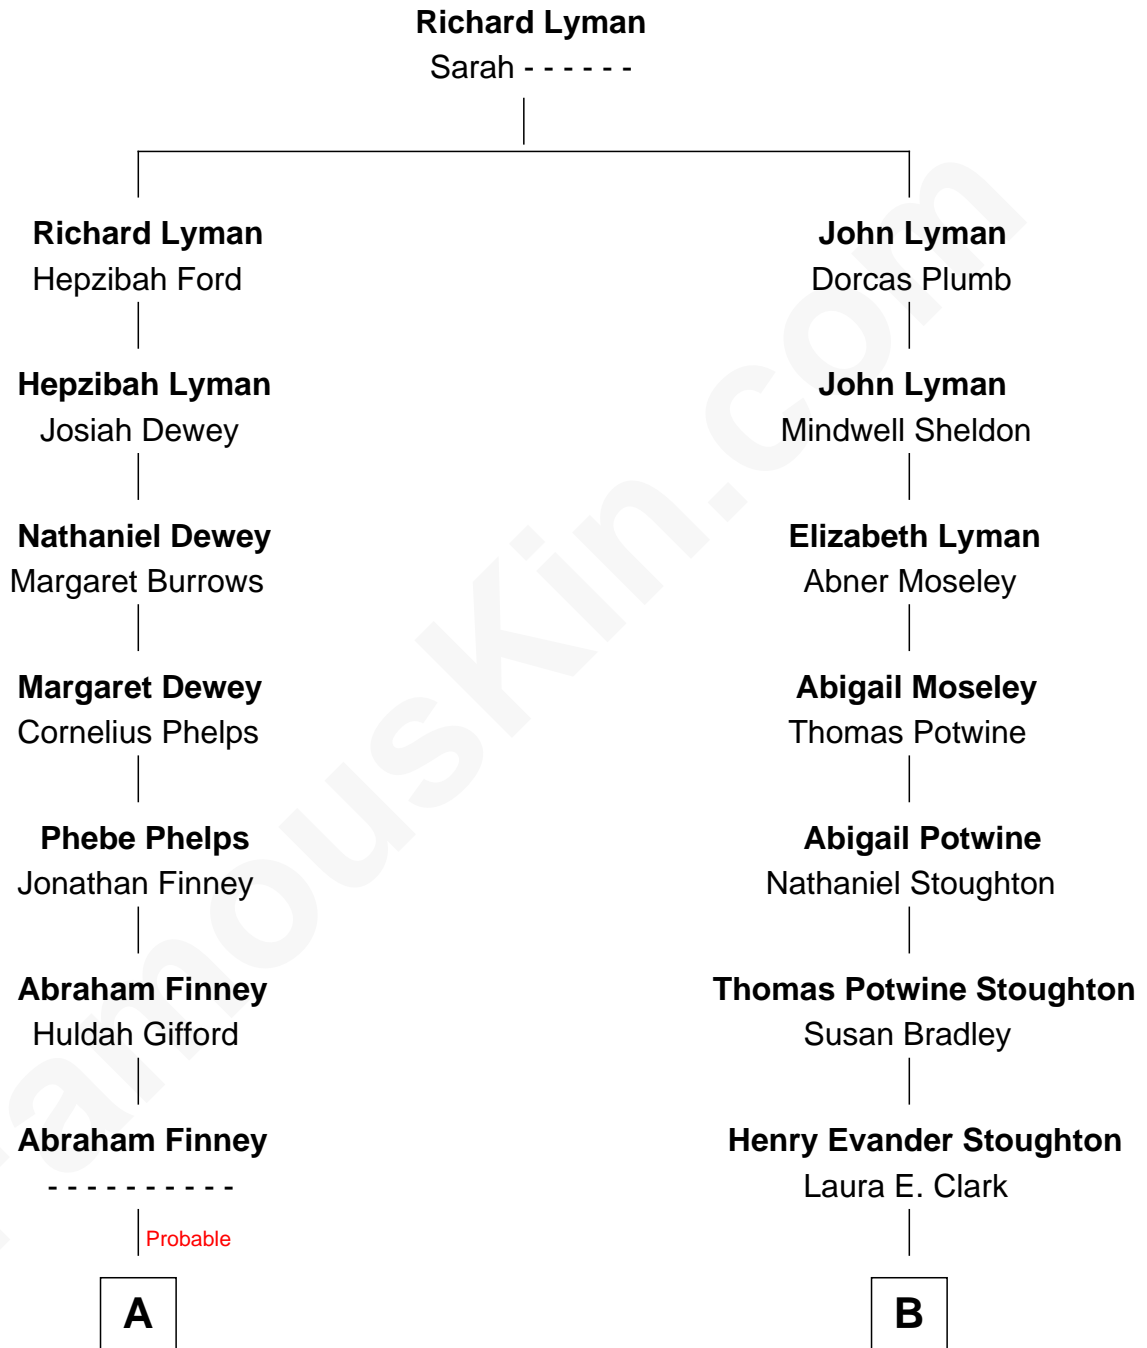 Richard Lyman
Sarah - - - - - -
Richard Lyman
Hepzibah Ford
John Lyman
Dorcas Plumb
Hepzibah Lyman
Josiah Dewey
John Lyman
Mindwell Sheldon
Nathaniel Dewey
Margaret Burrows
Elizabeth Lyman
Abner Moseley
Margaret Dewey
Cornelius Phelps
Abigail Moseley
Thomas Potwine
Phebe Phelps
Jonathan Finney
Abigail Potwine
Nathaniel Stoughton
Abraham Finney
Huldah Gifford
Thomas Potwine Stoughton
Susan Bradley
Abraham Finney
- - - - - - - - - -
Henry Evander Stoughton
Laura E. Clark
Probable
A
B
FamousKin.com